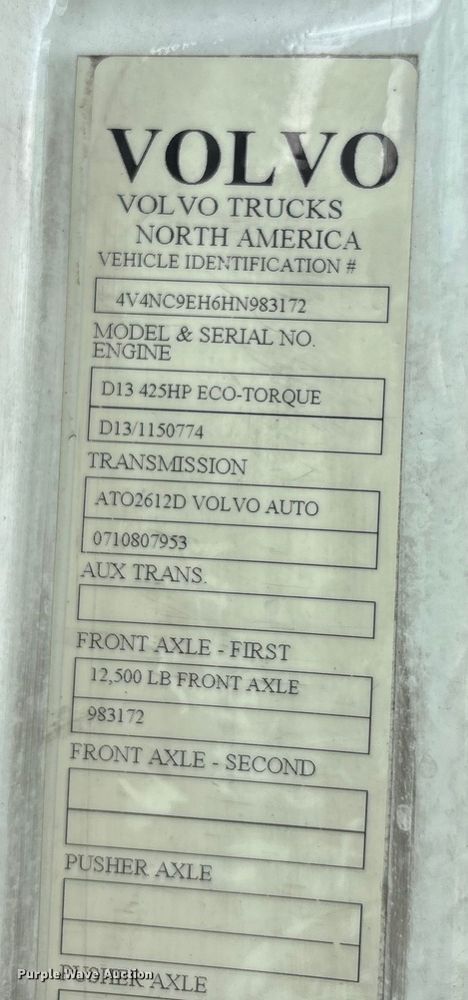 VOLVO
VOLVO TRUCKS
NORTH AMERICA
VEHICLE IDENTIFICATION #
4V4NC9EH6HN983172
MODEL & SERIAL NO.
ENGINE
D13 425HP ECO-TORQUE
D13/1150774
TRANSMISSION
ATO2612D VOLVO AUTO
0710807953
AUX TRANS.
FRONT AXLE - FIRST
12,500 LB FRONT AXLE
983172
FRONT AXLE - SECOND
PUSHER AXLE
PUSHER AXLE
Purple Wave Auction